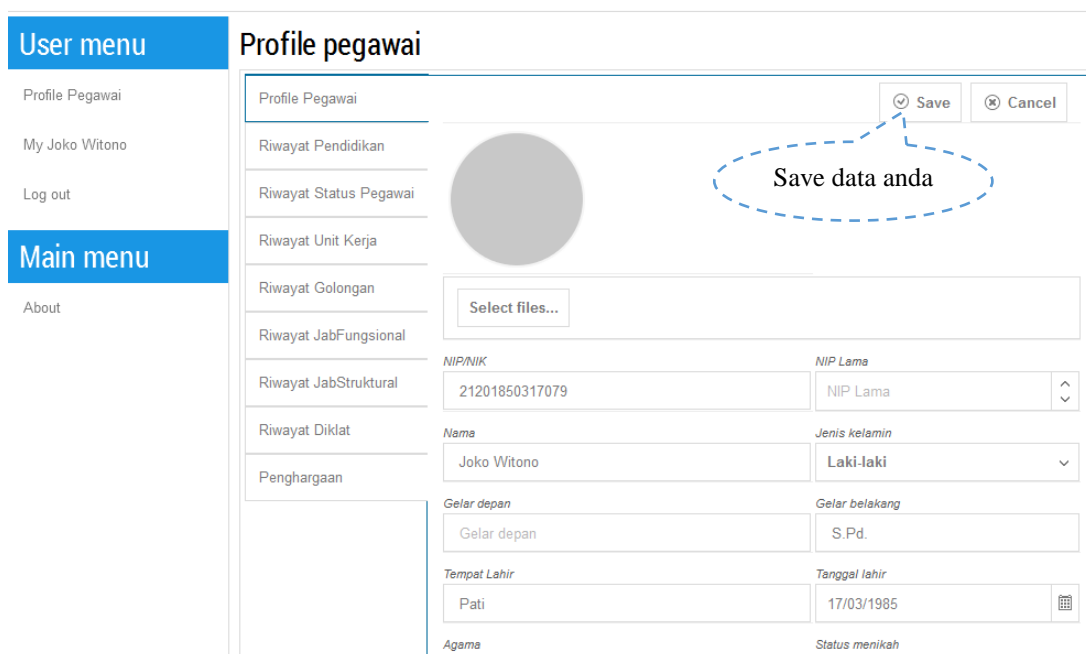 User menu
Profile Pegawai
My Joko Witono
Log out
Main menu
About
Profile pegawai
Profile Pegawai
Riwayat Pendidikan
Riwayat Status Pegawai
Riwayat Unit Kerja
Riwayat Golongan
Riwayat JabFungsional
Riwayat JabStruktural
Riwayat Diklat
Penghargaan
Save Cancel
Save data anda
Select files...
NIP/NIK NIP Lama
21201850317079 NIP Lama
Nama Jenis kelamin
Joko Witono Laki-laki
Gelar depan Gelar belakang
Gelar depan S.Pd.
Tempat Lahir Tanggal lahir
Pati 17/03/1985
Agama Status menikah